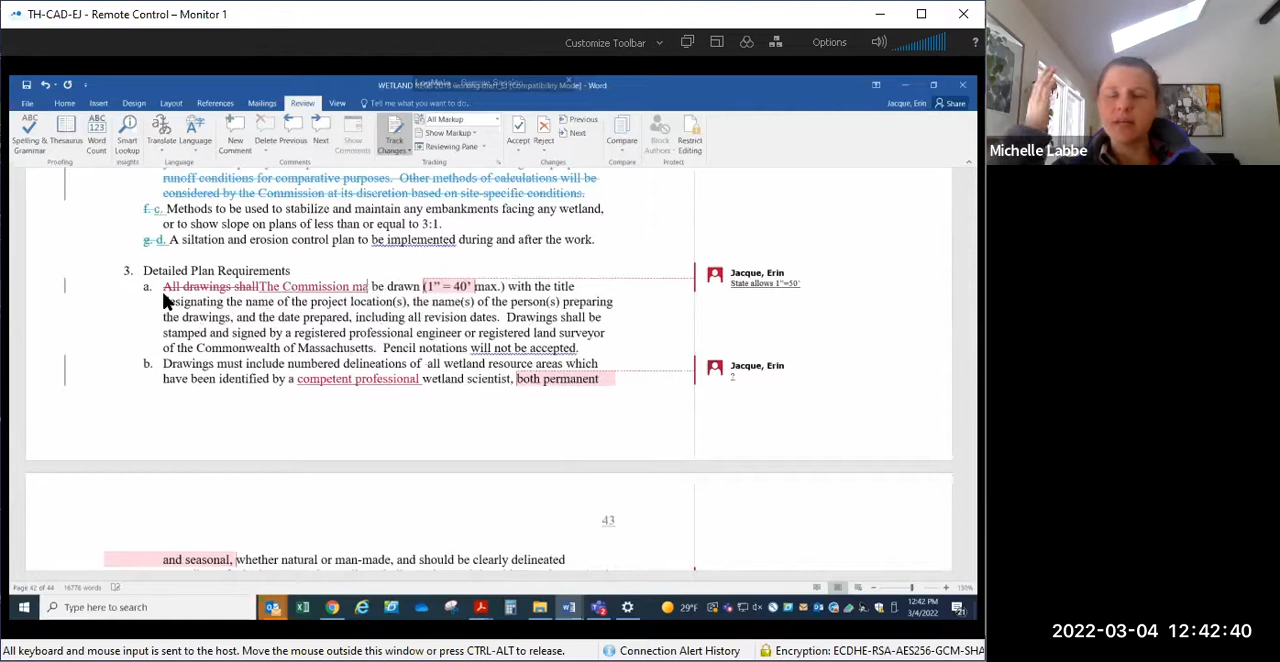 TH-CAD-EJ - Remote Control – Monitor 1
Customize Toolbar
Options
?
WETLAND
[Compatibility Mode] - Word
File Home Insert Design Layout References Mailings Review View Tell me what you want to do.
Jacque, Erin Share
Spelling & Grammar
Thesaurus
Word Count
Proofing
Smart Lookup
Insights
Translate
Language
Language
New Comment
Delete
Previous
Next
Show Comments
Comments
Track Changes
All Markup
Show Markup
Reviewing Pane
Tracking
Accept
Reject
Previous
Next
Changes
Compare
Compare
Block Authors
Restrict Editing
Protect
runoff conditions for comparative purposes. Other methods of calculations will be
considered by the Commission at its discretion based on site-specific conditions.
f. c. Methods to be used to stabilize and maintain any embankments facing any wetland,
or to show slope on plans of less than or equal to 3:1.
g. d. A siltation and erosion control plan to be implemented during and after the work.
3. Detailed Plan Requirements
a. All drawings shallThe Commission ma be drawn (1” = 40’ max.) with the title
designating the name of the project location(s), the name(s) of the person(s) preparing
the drawings, and the date prepared, including all revision dates. Drawings shall be
stamped and signed by a registered professional engineer or registered land surveyor
of the Commonwealth of Massachusetts. Pencil notations will not be accepted.
b. Drawings must include numbered delineations of all wetland resource areas which
have been identified by a competent professional wetland scientist, both permanent
Jacque, Erin
State allows 1"=50'
Jacque, Erin
?
43
and seasonal, whether natural or man-made, and should be clearly delineated
Page 42 of 44 16776 words
150%
Type here to search
29°F
12:42 PM
3/4/2022
21
All keyboard and mouse input is sent to the host. Move the mouse outside this window or press CTRL-ALT to release.
Connection Alert History
Encryption: ECDHE-RSA-AES256-GCM-SHA
Michelle Labbe
2022-03-04 12:42:40